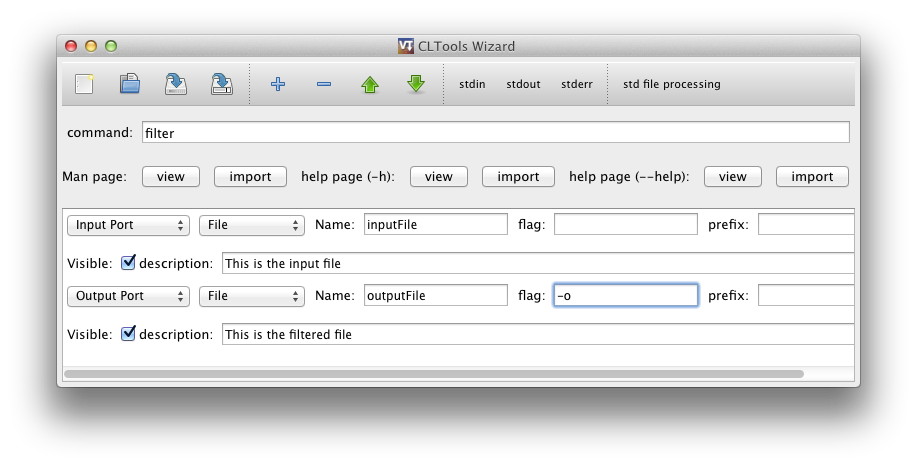 VT CLTools Wizard
stdin stdout stderr std file processing
command: filter
Man page: view import help page (-h): view import help page (--help): view import
Input Port File Name: inputFile flag: prefix:
Visible: description: This is the input file
Output Port File Name: outputFile flag: -o prefix:
Visible: description: This is the filtered file